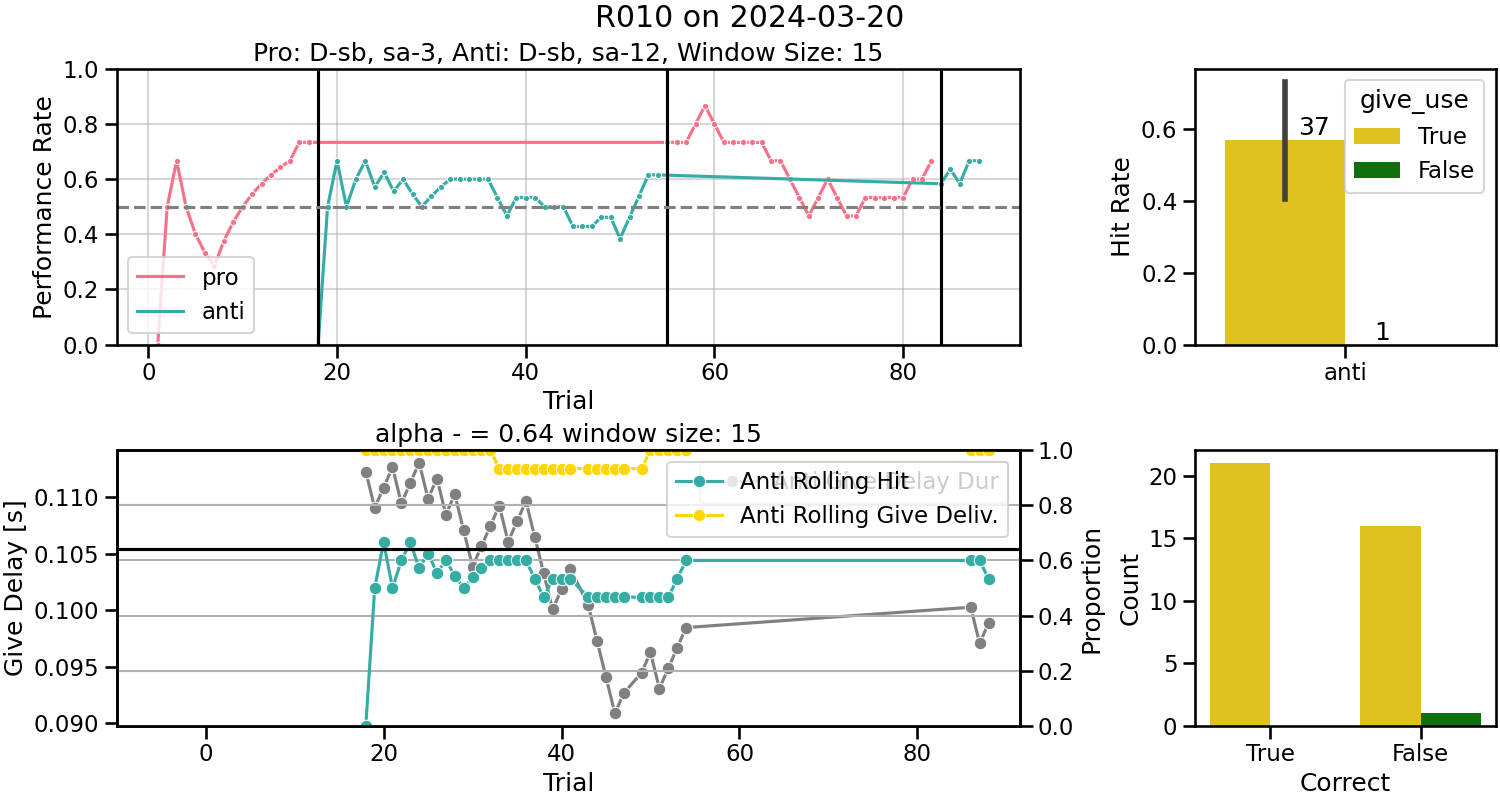 R010 on 2024-03-20
Pro: D-sb, sa-3, Anti: D-sb, sa-12, Window Size: 15
Performance Rate
1.0
0.8
0.6
0.4
0.2
0.0
pro
anti
0 20 40 60 80
Trial
Hit Rate
0.6
0.4
0.2
0.0
37
1
give_use
True
False
anti
alpha - = 0.64 window size: 15
Give Delay [s]
0.110
0.105
0.100
0.095
0.090
Anti Rolling Hit
Anti Rolling Give Deliv.
Delay Dur
1.0
0.8
0.6
0.4
0.2
0.0
Proportion
0 20 40 60 80
Trial
Count
20
15
10
5
0
True False
Correct